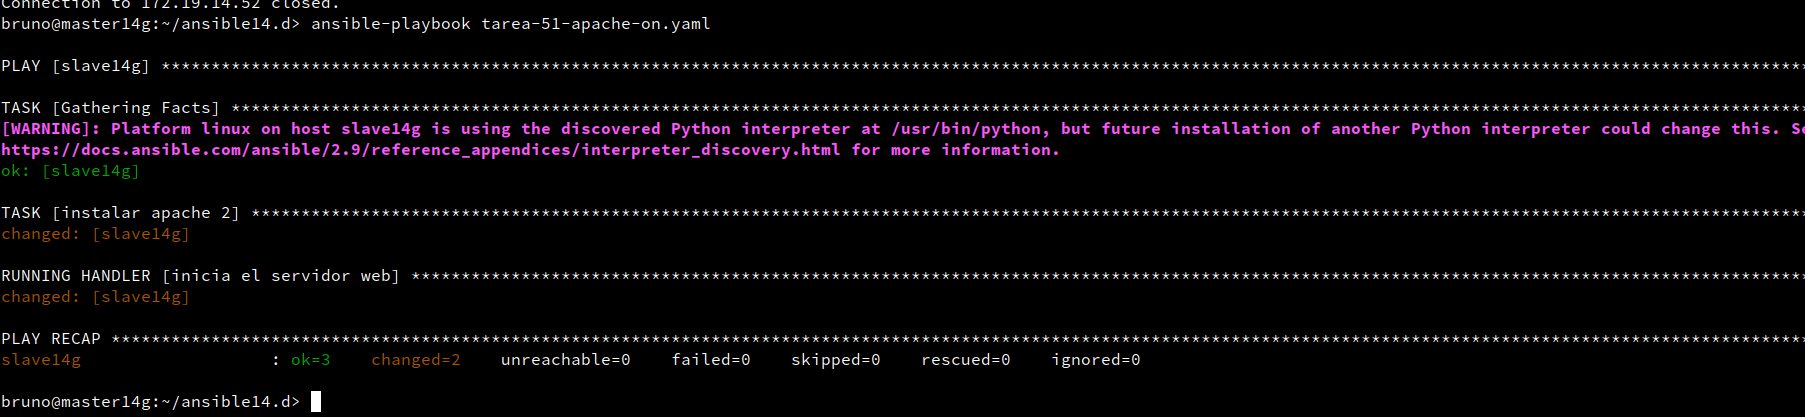 Connection to 172.19.14.52 closed.
bruno@master14g:~/ansible14.d> ansible-playbook tarea-51-apache-on.yaml
PLAY [slave14g] ****************************************************************************************************************************************************************
TASK [Gathering Facts] *********************************************************************************************************************************************************
[WARNING]: Platform linux on host slave14g is using the discovered Python interpreter at /usr/bin/python, but future installation of another Python interpreter could change this.
https://docs.ansible.com/ansible/2.9/reference_appendices/interpreter_discovery.html for more information.
ok: [slave14g]
TASK [instalar apache 2] *******************************************************************************************************************************************************
changed: [slave14g]
RUNNING HANDLER [inicia el servidor web] ***************************************************************************************************************************************
changed: [slave14g]
PLAY RECAP *********************************************************************************************************************************************************************
slave14g : ok=3 changed=2 unreachable=0 failed=0 skipped=0 rescued=0 ignored=0
bruno@master14g:~/ansible14.d>